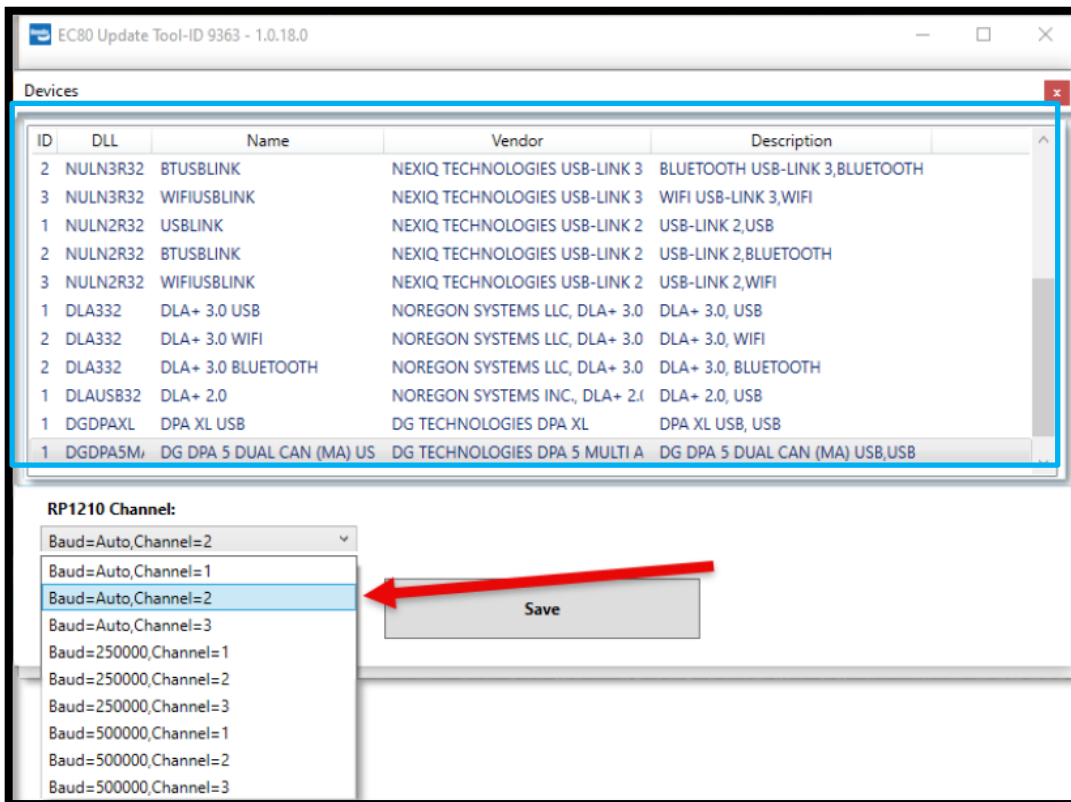 EC80 Update Tool-ID 9363 - 1.0.18.0
Devices
ID DLL Name Vendor Description
2 NULN3R32 BTUSBLINK NEXIQ TECHNOLOGIES USB-LINK 3 BLUETOOTH USB-LINK 3,BLUETOOTH
3 NULN3R32 WIFIUSBLINK NEXIQ TECHNOLOGIES USB-LINK 3 WIFI USB-LINK 3,WIFI
1 NULN2R32 USBLINK NEXIQ TECHNOLOGIES USB-LINK 2 USB-LINK 2,USB
2 NULN2R32 BTUSBLINK NEXIQ TECHNOLOGIES USB-LINK 2 USB-LINK 2,BLUETOOTH
3 NULN2R32 WIFIUSBLINK NEXIQ TECHNOLOGIES USB-LINK 2 USB-LINK 2,WIFI
1 DLA332 DLA+ 3.0 USB NOREGON SYSTEMS LLC, DLA+ 3.0 DLA+ 3.0, USB
2 DLA332 DLA+ 3.0 WIFI NOREGON SYSTEMS LLC, DLA+ 3.0 DLA+ 3.0, WIFI
2 DLA332 DLA+ 3.0 BLUETOOTH NOREGON SYSTEMS LLC, DLA+ 3.0 DLA+ 3.0, BLUETOOTH
1 DLAUSB32 DLA+ 2.0 NOREGON SYSTEMS INC., DLA+ 2.( DLA+ 2.0, USB
1 DGDPAXL DPA XL USB DG TECHNOLOGIES DPA XL DPA XL USB, USB
1 DGDPA5M DG DPA 5 DUAL CAN (MA) US DG TECHNOLOGIES DPA 5 MULTI A DG DPA 5 DUAL CAN (MA) USB,USB
RP1210 Channel:
Baud=Auto,Channel=2
Baud=Auto,Channel=1
Baud=Auto,Channel=2
Save
Baud=Auto,Channel=3
Baud=250000,Channel=1
Baud=250000,Channel=2
Baud=250000,Channel=3
Baud=500000,Channel=1
Baud=500000,Channel=2
Baud=500000,Channel=3